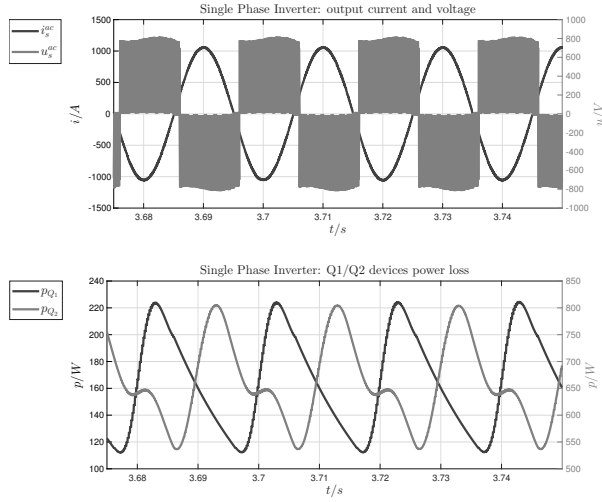 Single Phase Inverter: output current and voltage
i_s^{ac}
u_s^{ac}
1500
1000
500
0
-500
-1000
-1500
i/A
1000
800
600
400
200
0
-200
-400
-600
-800
-1000
u/V
3.68 3.69 3.7 3.71 3.72 3.73 3.74
t/s
Single Phase Inverter: Q1/Q2 devices power loss
p_{Q_1}
p_{Q_2}
240
220
200
180
160
140
120
100
p/W
850
800
750
700
650
600
550
500
p/W
3.68 3.69 3.7 3.71 3.72 3.73 3.74
t/s